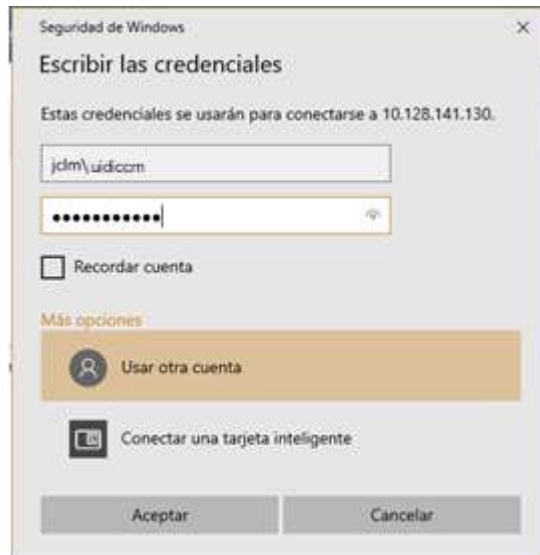 Seguridad de Windows
Escribir las credenciales
Estas credenciales se usarán para conectarse a 10.128.141.130.
jclm\uidiccm
●●●●●●●●●●●
Recordar cuenta
Más opciones
Usar otra cuenta
Conectar una tarjeta inteligente
Aceptar
Cancelar